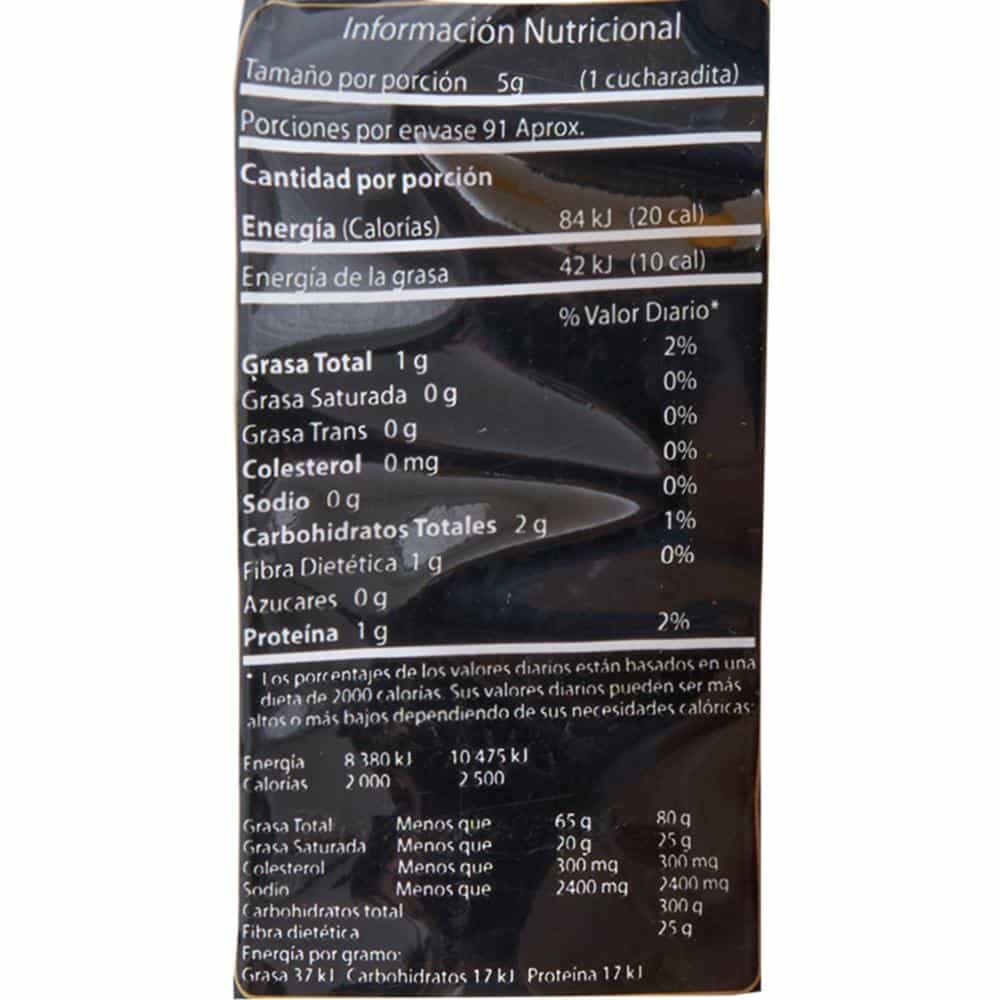 Información Nutricional
Tamaño por porción 5g (1 cucharadita)
Porciones por envase 91 Aprox.
Cantidad por porción
Energía (Calorías) 84 kJ (20 cal)
Energía de la grasa 42 kJ (10 cal)
% Valor Diario*
Grasa Total 1 g 2%
Grasa Saturada 0 g 0%
Grasa Trans 0 g 0%
Colesterol 0 mg 0%
Sodio 0 g 0%
Carbohidratos Totales 2 g 1%
Fibra Dietética 1 g 0%
Azucares 0 g
Proteína 1 g 2%
* Los porcentajes de los valores diarios están basados en una
dieta de 2000 calorías. Sus valores diarios pueden ser más
altos o más bajos dependiendo de sus necesidades calóricas:
Energía 8 380 kJ 10 475 kJ
Calorías 2 000 2 500
Grasa Total Menos que 65 g 80 g
Grasa Saturada Menos que 20 g 25 g
Colesterol Menos que 300 mg 300 mg
Sodio Menos que 2400 mg 2400 mg
Carbohidratos total 300 g
Fibra dietética 25 g
Energía por gramo:
Grasa 37 kJ Carbohidratos 17 kJ Proteína 17 kJ